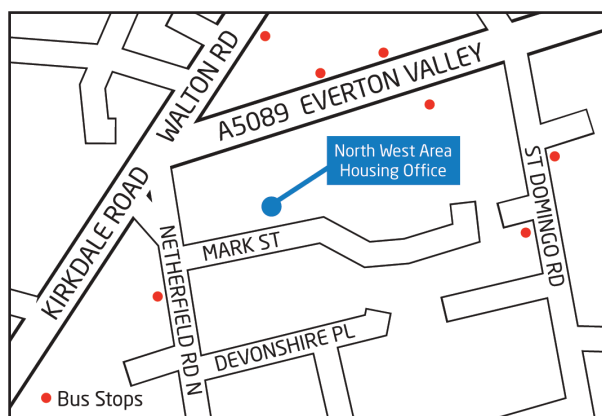 WALTON RD
A5089 EVERTON VALLEY
North West Area
Housing Office
ST DOMINGO RD
KIRKDALE ROAD
MARK ST
NETHERFIELD RD N
DEVONSHIRE PL
Bus Stops